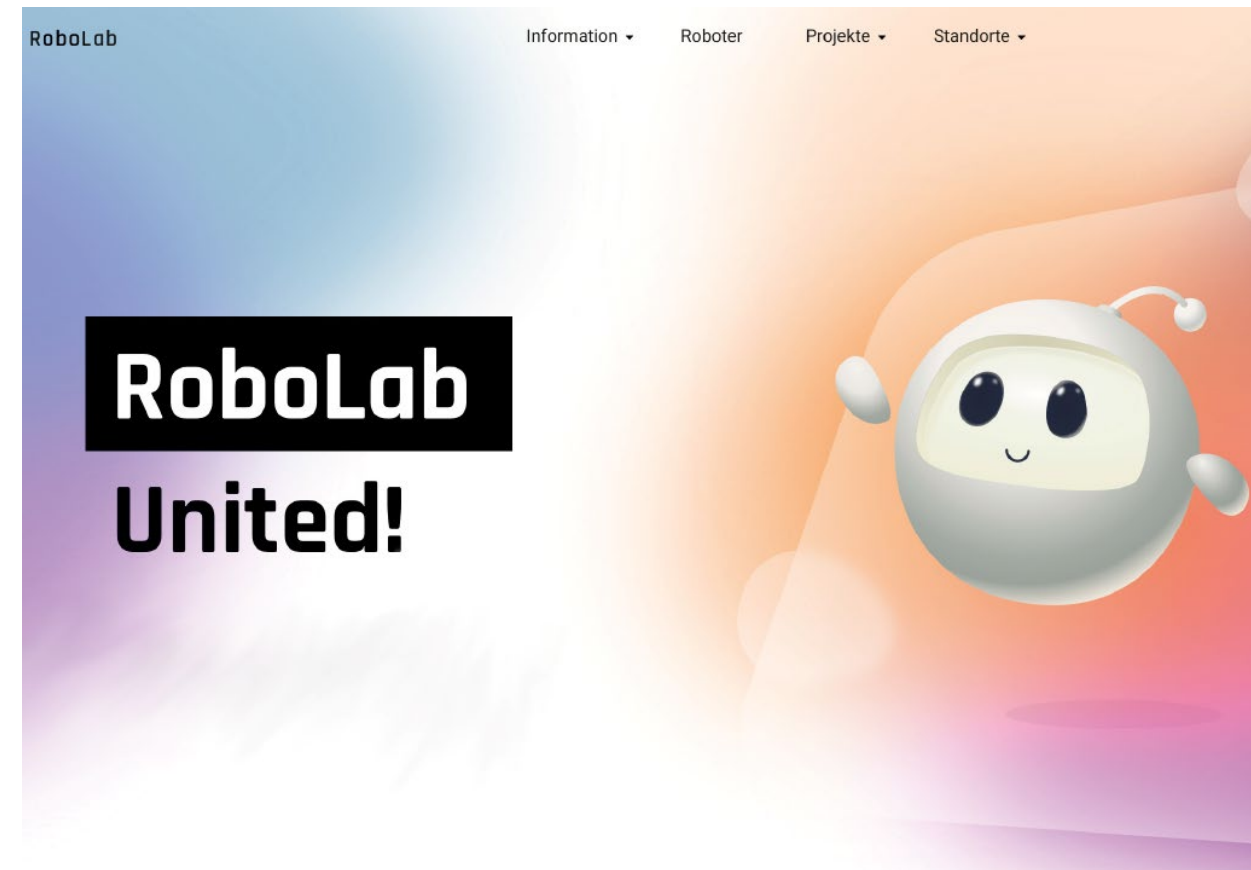 RoboLab
Information
Roboter
Projekte
Standorte
RoboLab
United!